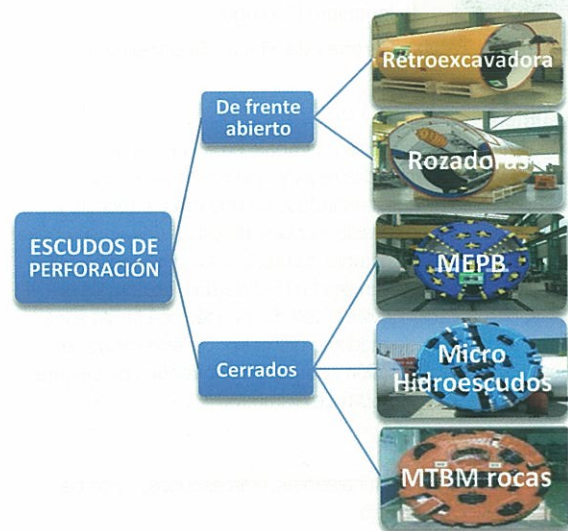 ESCUDOS DE
PERFORACIÓN
De frente
abierto
Retroexcavadora
Rozadoras
Cerrados
MEPB
Micro
Hidroescudos
MTBM rocas